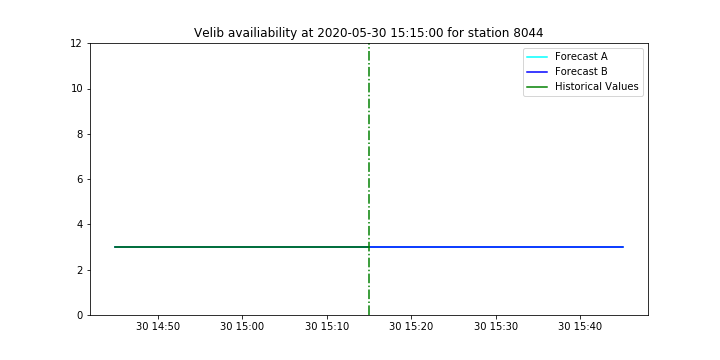 Velib availiability at 2020-05-30 15:15:00 for station 8044
12
10
8
6
4
2
0
Forecast A
Forecast B
Historical Values
30 14:50 30 15:00 30 15:10 30 15:20 30 15:30 30 15:40